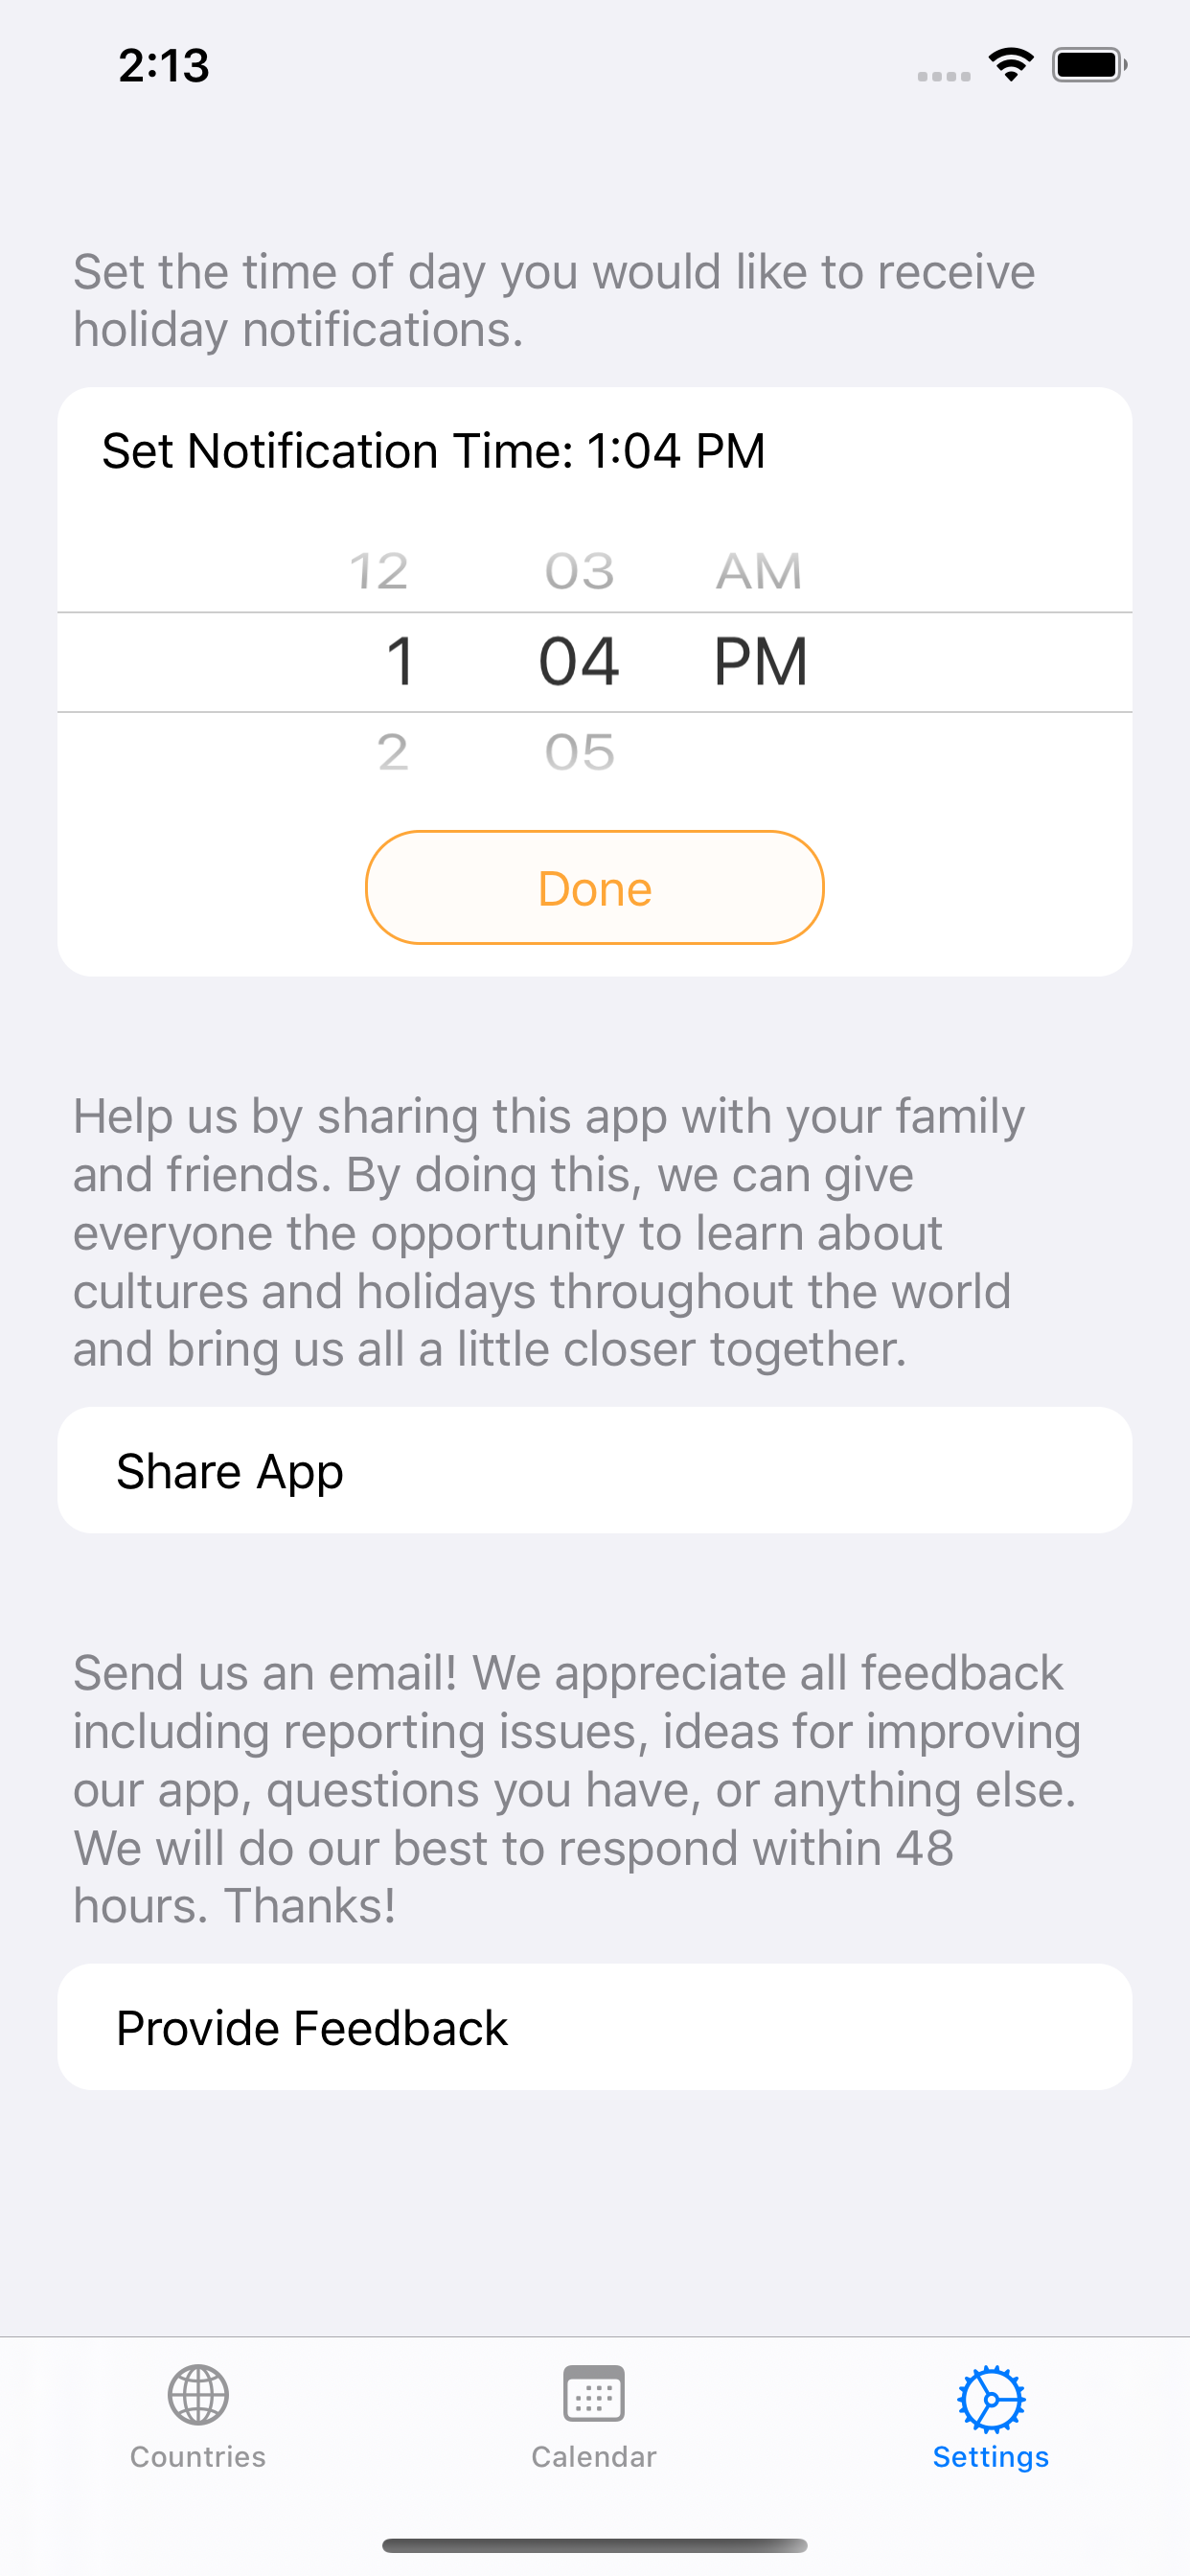 2:13
Set the time of day you would like to receive
holiday notifications.
Set Notification Time: 1:04 PM
12 03 AM
1 04 PM
2 05
Done
Help us by sharing this app with your family
and friends. By doing this, we can give
everyone the opportunity to learn about
cultures and holidays throughout the world
and bring us all a little closer together.
Share App
Send us an email! We appreciate all feedback
including reporting issues, ideas for improving
our app, questions you have, or anything else.
We will do our best to respond within 48
hours. Thanks!
Provide Feedback
Countries Calendar Settings